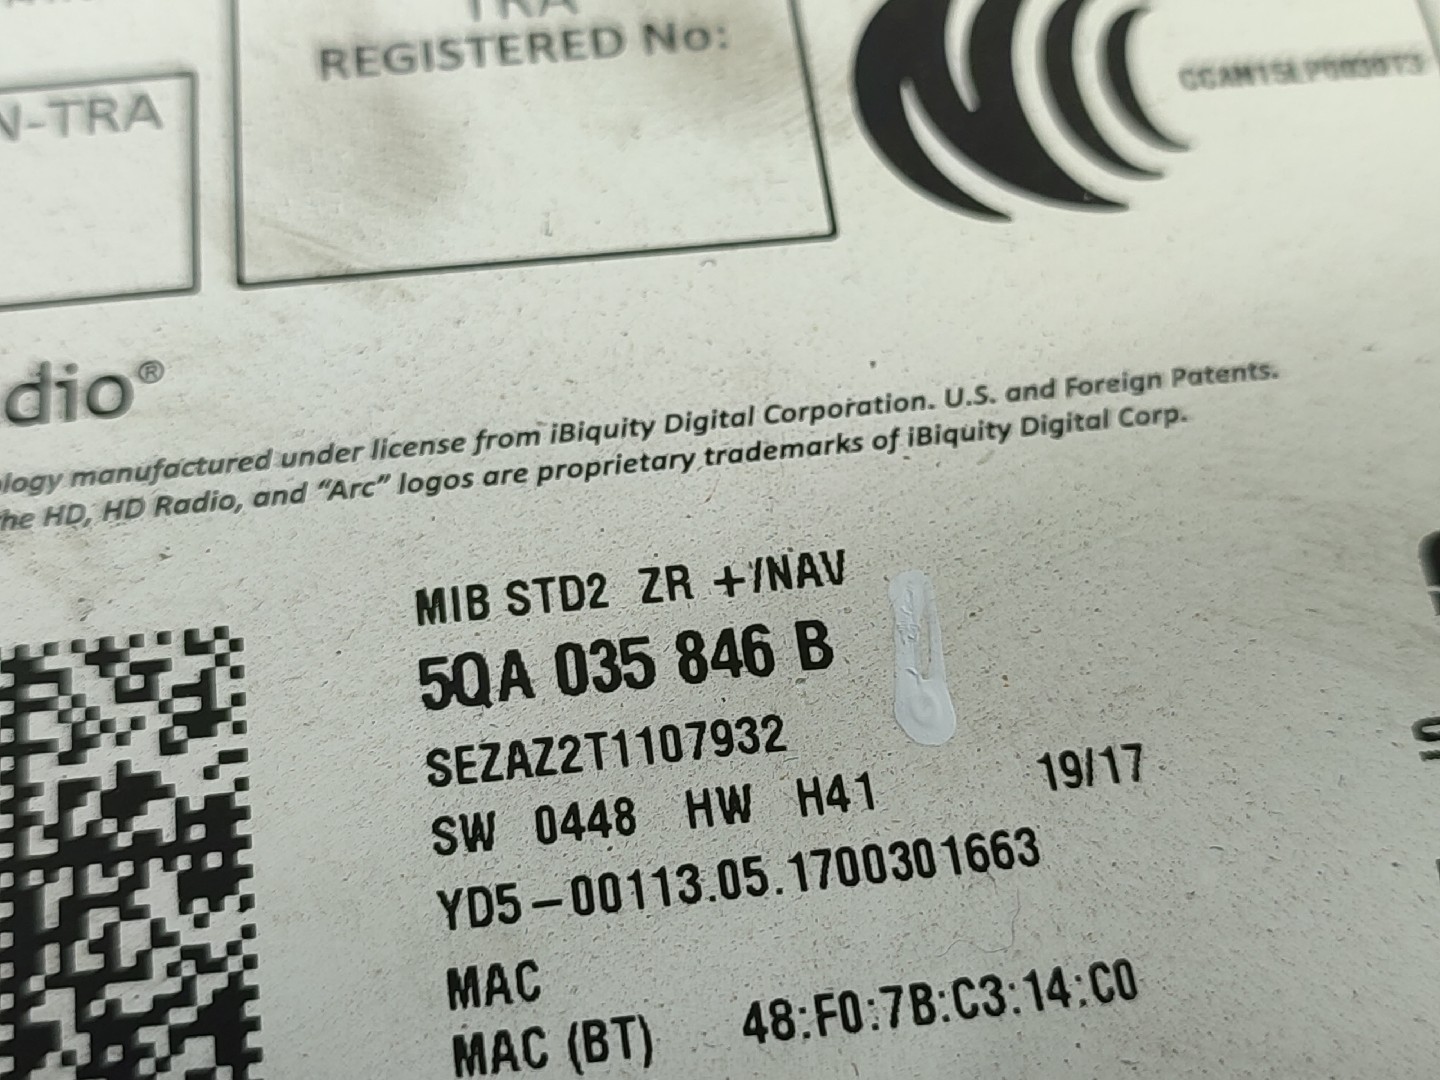 TRA
REGISTERED No:
N-TRA
dio®
ology manufactured under license from iBiquity Digital Corporation. U.S. and Foreign Patents.
he HD, HD Radio, and “Arc” logos are proprietary trademarks of iBiquity Digital Corp.
MIB STD2 ZR +/NAV
5QA 035 846 B
SEZAZ2T1107932
SW 0448 HW H41 19/17
YD5-00113.05.1700301663
MAC
MAC (BT) 48:F0:7B:C3:14:C0